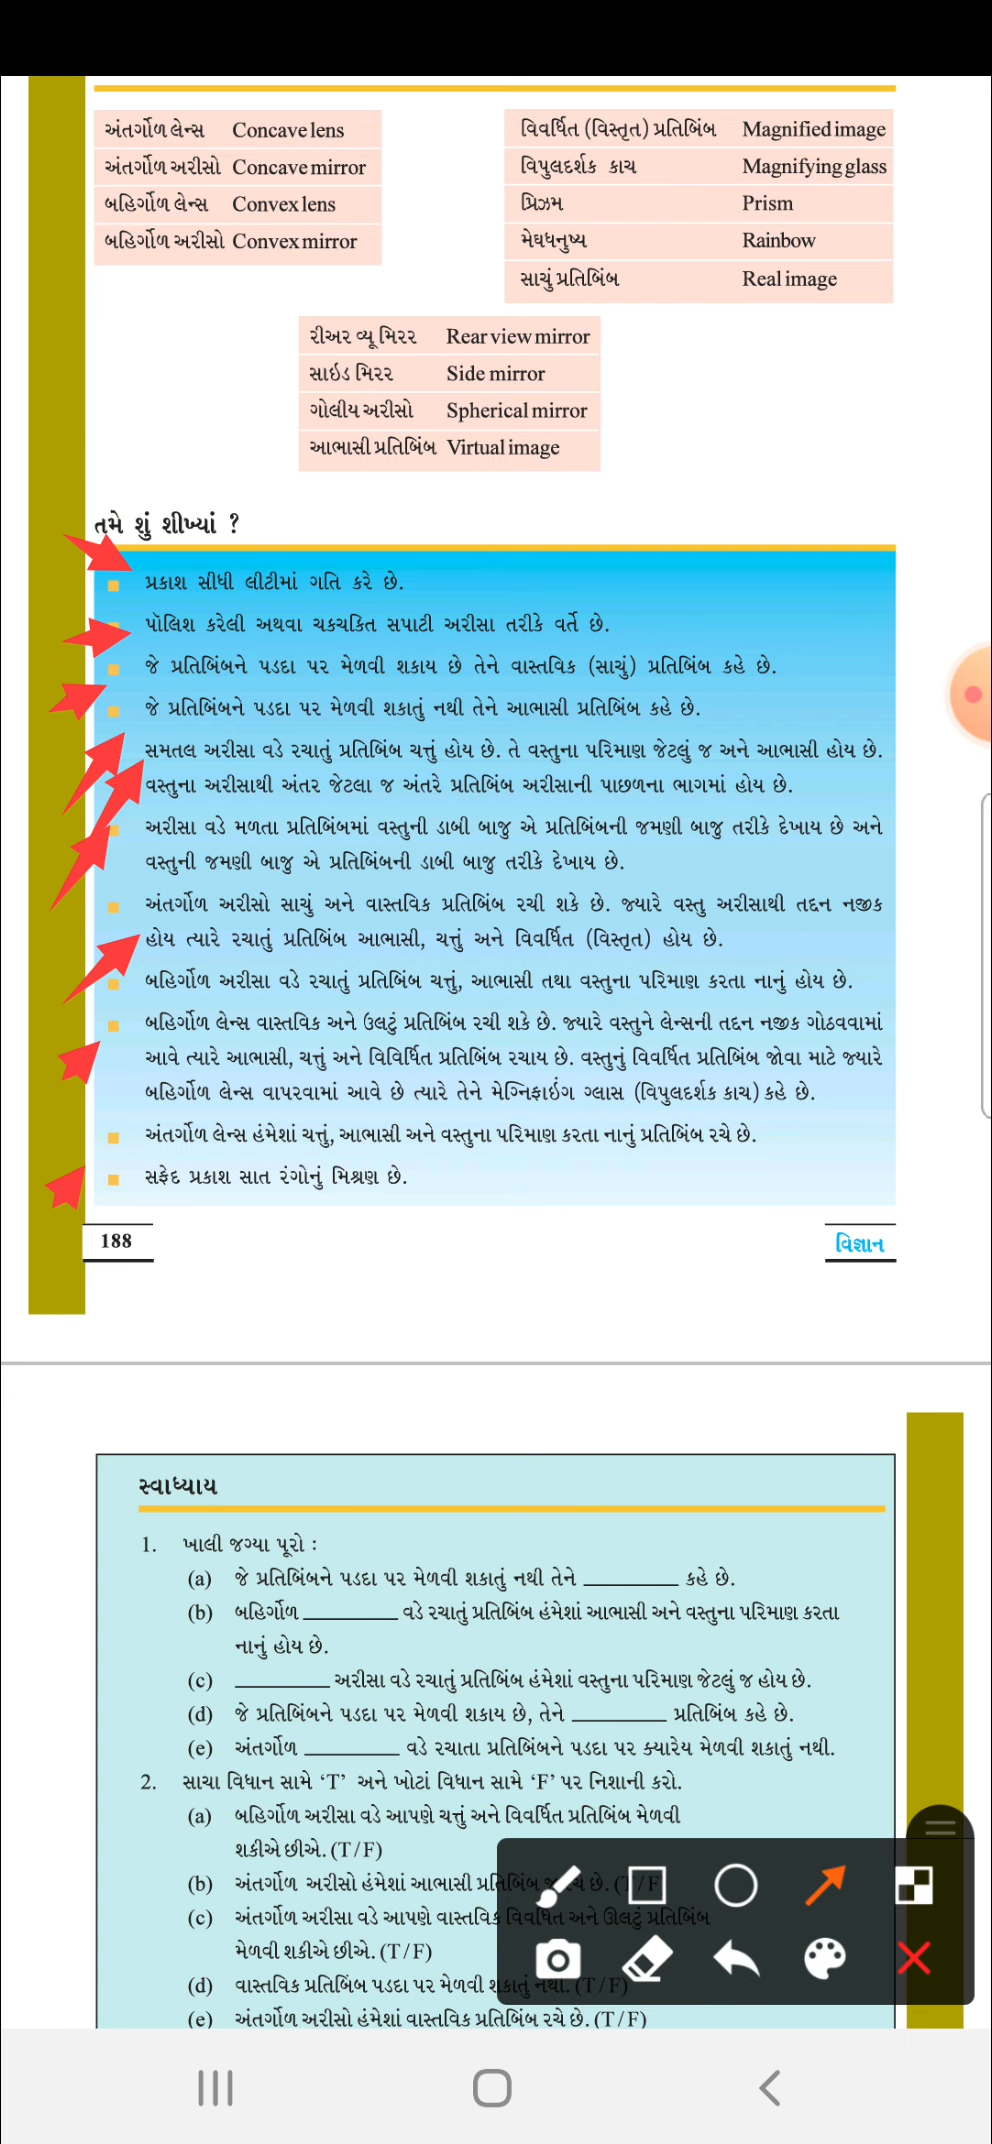 અંતર્ગોળ લેન્સ Concave lens
અંતર્ગોળ અરીસો Concave mirror
બહિર્ગોળ લેન્સ Convex lens
બહિર્ગોળ અરીસો Convex mirror
વિવર્ધિત (વિસ્તૃત) પ્રતિબિંબ Magnified image
વિપુલદર્શક કાચ Magnifying glass
પ્રિઝમ Prism
મેઘધનુષ્ય Rainbow
સાચું પ્રતિબિંબ Real image
રીઅર વ્યૂ મિરર Rear view mirror
સાઇડ મિરર Side mirror
ગોલીય અરીસો Spherical mirror
આભાસી પ્રતિબિંબ Virtual image
તમે શું શીખ્યાં ?
પ્રકાશ સીધી લીટીમાં ગતિ કરે છે.
પૉલિશ કરેલી અથવા ચકચકિત સપાટી અરીસા તરીકે વર્તે છે.
જે પ્રતિબિંબને પડદા પર મેળવી શકાય છે તેને વાસ્તવિક (સાચું) પ્રતિબિંબ કહે છે.
જે પ્રતિબિંબને પડદા પર મેળવી શકાતું નથી તેને આભાસી પ્રતિબિંબ કહે છે.
સમતલ અરીસા વડે રચાતું પ્રતિબિંબ ચત્તું હોય છે. તે વસ્તુના પરિમાણ જેટલું જ અને આભાસી હોય છે.
વસ્તુના અરીસાથી અંતર જેટલા જ અંતરે પ્રતિબિંબ અરીસાની પાછળના ભાગમાં હોય છે.
અરીસા વડે મળતા પ્રતિબિંબમાં વસ્તુની ડાબી બાજુ એ પ્રતિબિંબની જમણી બાજુ તરીકે દેખાય છે અને
વસ્તુની જમણી બાજુ એ પ્રતિબિંબની ડાબી બાજુ તરીકે દેખાય છે.
અંતર્ગોળ અરીસો સાચું અને વાસ્તવિક પ્રતિબિંબ રચી શકે છે. જ્યારે વસ્તુ અરીસાથી તદ્દન નજીક
હોય ત્યારે રચાતું પ્રતિબિંબ આભાસી, ચત્તું અને વિવર્ધિત (વિસ્તૃત) હોય છે.
બહિર્ગોળ અરીસા વડે રચાતું પ્રતિબિંબ ચત્તું, આભાસી તથા વસ્તુના પરિમાણ કરતા નાનું હોય છે.
બહિર્ગોળ લેન્સ વાસ્તવિક અને ઉલટું પ્રતિબિંબ રચી શકે છે. જ્યારે વસ્તુને લેન્સની તદ્દન નજીક ગોઠવવામાં
આવે ત્યારે આભાસી, ચત્તું અને વિવિર્ધિત પ્રતિબિંબ રચાય છે. વસ્તુનું વિવર્ધિત પ્રતિબિંબ જોવા માટે જ્યારે
બહિર્ગોળ લેન્સ વાપરવામાં આવે છે ત્યારે તેને મેગ્નિફાઇંગ ગ્લાસ (વિપુલદર્શક કાચ) કહે છે.
અંતર્ગોળ લેન્સ હંમેશાં ચત્તું, આભાસી અને વસ્તુના પરિમાણ કરતા નાનું પ્રતિબિંબ રચે છે.
સફેદ પ્રકાશ સાત રંગોનું મિશ્રણ છે.
188 વિજ્ઞાન
સ્વાધ્યાય
1. ખાલી જગ્યા પૂરો :
(a) જે પ્રતિબિંબને પડદા પર મેળવી શકાતું નથી તેને _________ કહે છે.
(b) બહિર્ગોળ _________ વડે રચાતું પ્રતિબિંબ હંમેશાં આભાસી અને વસ્તુના પરિમાણ કરતા
નાનું હોય છે.
(c) _________ અરીસા વડે રચાતું પ્રતિબિંબ હંમેશાં વસ્તુના પરિમાણ જેટલું જ હોય છે.
(d) જે પ્રતિબિંબને પડદા પર મેળવી શકાય છે, તેને _________ પ્રતિબિંબ કહે છે.
(e) અંતર્ગોળ _________ વડે રચાતા પ્રતિબિંબને પડદા પર ક્યારેય મેળવી શકાતું નથી.
2. સાચા વિધાન સામે ‘T’ અને ખોટાં વિધાન સામે ‘F’ પર નિશાની કરો.
(a) બહિર્ગોળ અરીસા વડે આપણે ચત્તું અને વિવર્ધિત પ્રતિબિંબ મેળવી
શકીએ છીએ. (T / F)
(b) અંતર્ગોળ અરીસો હંમેશાં આભાસી પ્રતિબિંબ છે. (T / F)
(c) અંતર્ગોળ અરીસા વડે આપણે વાસ્તવિક વિવર્ધિત અને ઊલટું પ્રતિબિંબ
મેળવી શકીએ છીએ. (T / F)
(d) વાસ્તવિક પ્રતિબિંબ પડદા પર મેળવી શકાતું નથી. (T / F)
(e) અંતર્ગોળ અરીસો હંમેશાં વાસ્તવિક પ્રતિબિંબ રચે છે. (T / F)